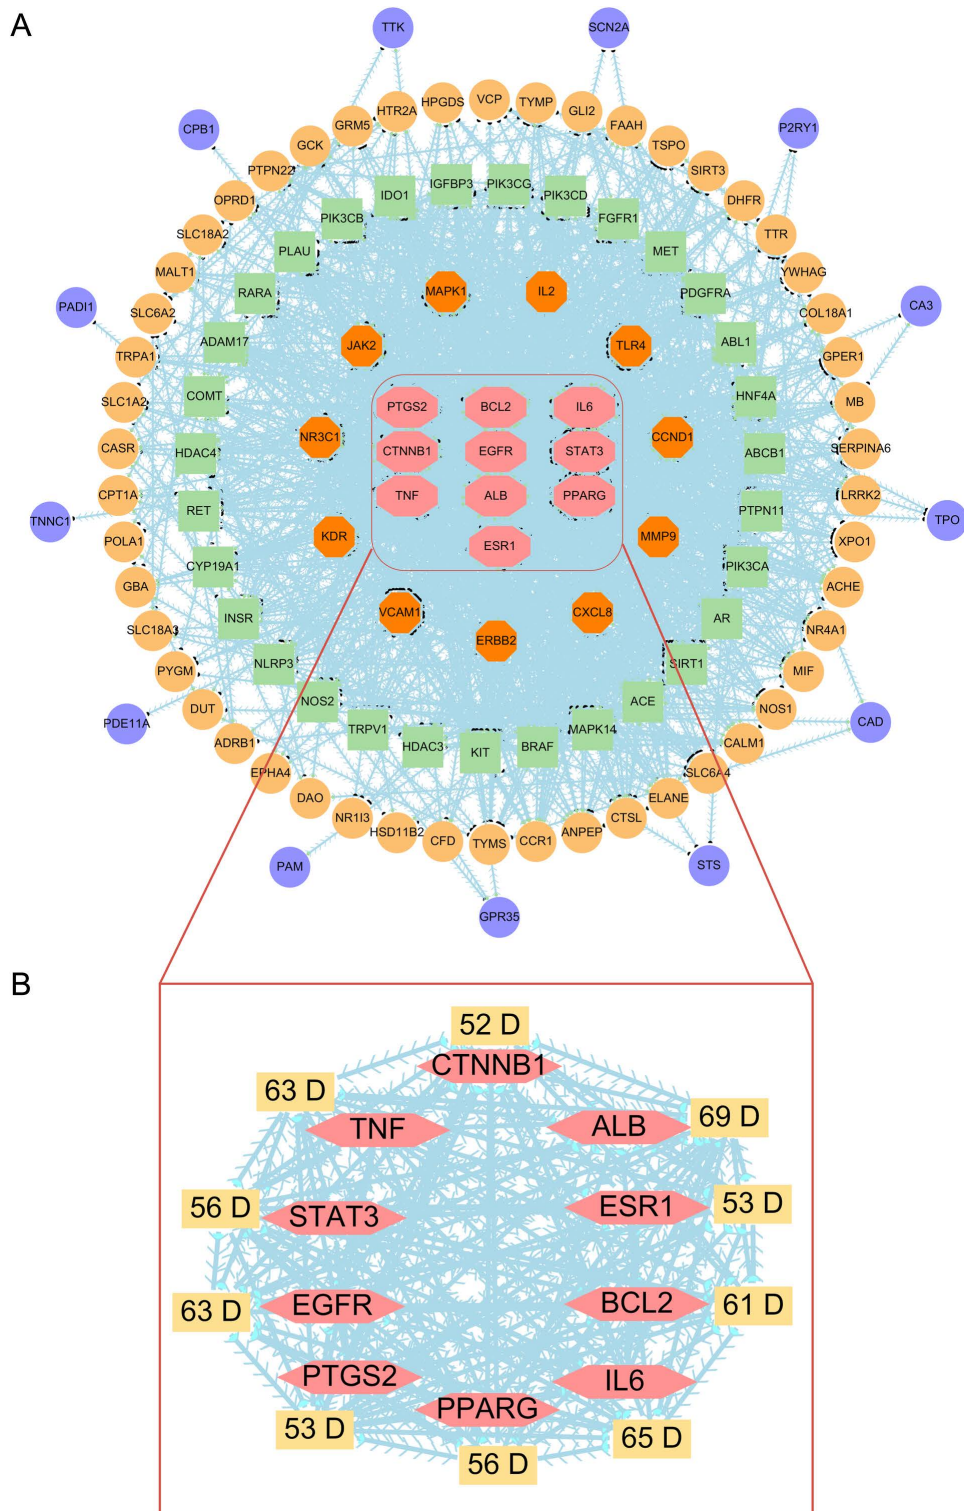 A
TTK
SCN2A
CPB1
P2RY1
PADI1
CA3
TNNC1
TPO
PDE11A
CAD
PAM
STS
GPR35
HTR2A
HPGDS
VCP
TYMP
GLI2
FAAH
TSPO
SIRT3
DHFR
TTR
YWHAG
COL18A1
GPER1
MB
SERPINA6
LRRK2
XPO1
ACHE
NR4A1
MIF
NOS1
CALM1
SLC6A4
ELANE
CTSL
ANPEP
CCR1
TYMS
CFD
HSD11B2
NR1I3
DAO
EPHA4
ADRB1
DUT
PYGM
SLC18A3
GBA
POLA1
CPT1A
CASR
SLC1A2
TRPA1
SLC6A2
MALT1
SLC18A2
OPRD1
PTPN22
GCK
GRM5
IDO1
IGFBP3
PIK3CG
PIK3CD
FGFR1
MET
PDGFRA
ABL1
HNF4A
ABCB1
PTPN11
PIK3CA
AR
SIRT1
ACE
MAPK14
BRAF
KIT
HDAC3
TRPV1
NOS2
NLRP3
INSR
CYP19A1
RET
HDAC4
COMT
ADAM17
RARA
PLAU
PIK3CB
MAPK1
IL2
TLR4
CCND1
MMP9
CXCL8
ERBB2
VCAM1
KDR
NR3C1
JAK2
PTGS2
BCL2
IL6
CTNNB1
EGFR
STAT3
TNF
ALB
PPARG
ESR1
B
52 D
CTNNB1
63 D
TNF
ALB
69 D
56 D
STAT3
ESR1
53 D
63 D
EGFR
BCL2
61 D
PTGS2
IL6
PPARG
53 D
65 D
56 D